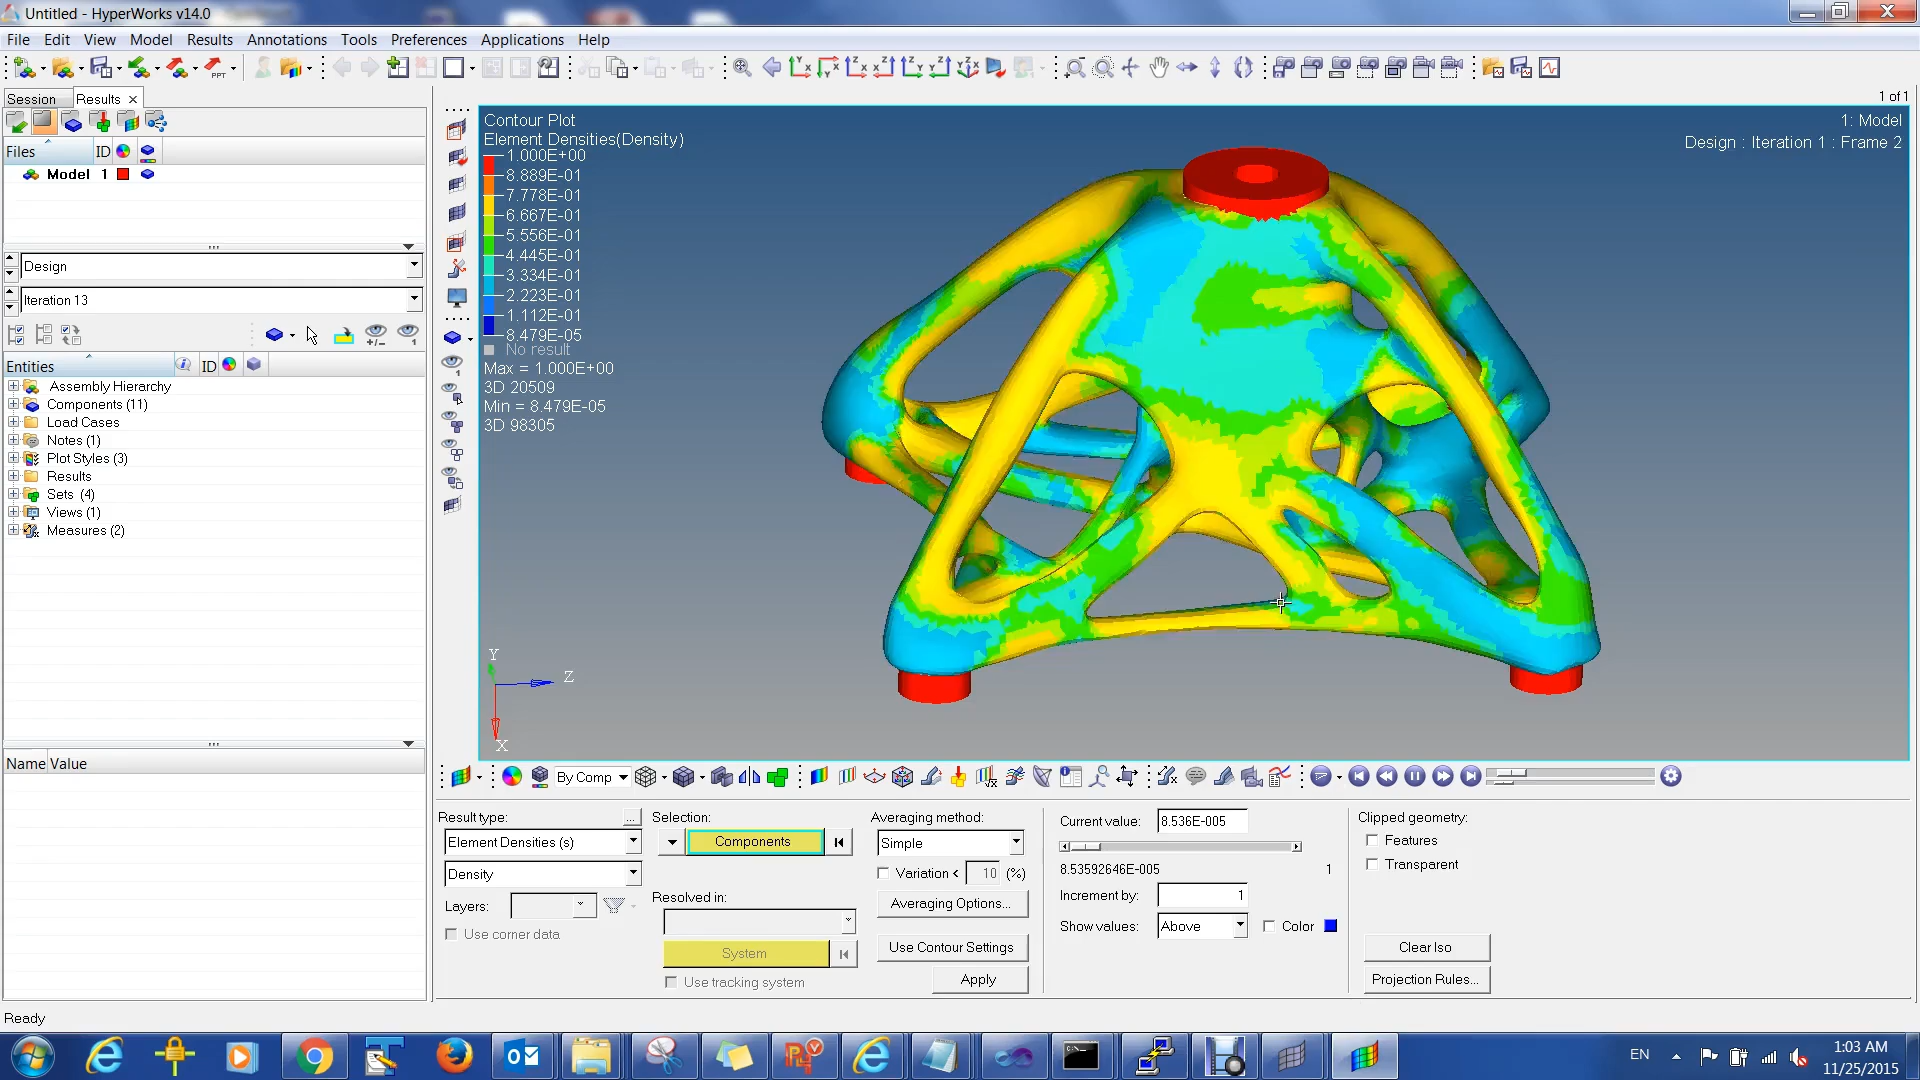 Untitled - HyperWorks v14.0
File Edit View Model Results Annotations Tools Preferences Applications Help
Session Results
1 of 1
Files ID
Model 1
Design
Iteration 13
Entities ID
Assembly Hierarchy
Components (11)
Load Cases
Notes (1)
Plot Styles (3)
Results
Sets (4)
Views (1)
Measures (2)
Name Value
Contour Plot
Element Densities(Density)
1.000E+00
8.889E-01
7.778E-01
6.667E-01
5.556E-01
4.445E-01
3.334E-01
2.223E-01
1.112E-01
8.479E-05
No result
Max = 1.000E+00
3D 20509
Min = 8.479E-05
3D 98305
1: Model
Design : Iteration 1 : Frame 2
Y
Z
X
By Comp
Result type:
...
Element Densities (s)
Density
Layers:
Use corner data
Selection:
Components
Resolved in:
System
Use tracking system
Averaging method:
Simple
Variation < 10 (%)
Averaging Options...
Use Contour Settings
Apply
Current value: 8.536E-005
8.53592646E-005 1
Increment by: 1
Show values: Above Color
Clipped geometry:
Features
Transparent
Clear Iso
Projection Rules...
Ready
EN
1:03 AM
11/25/2015